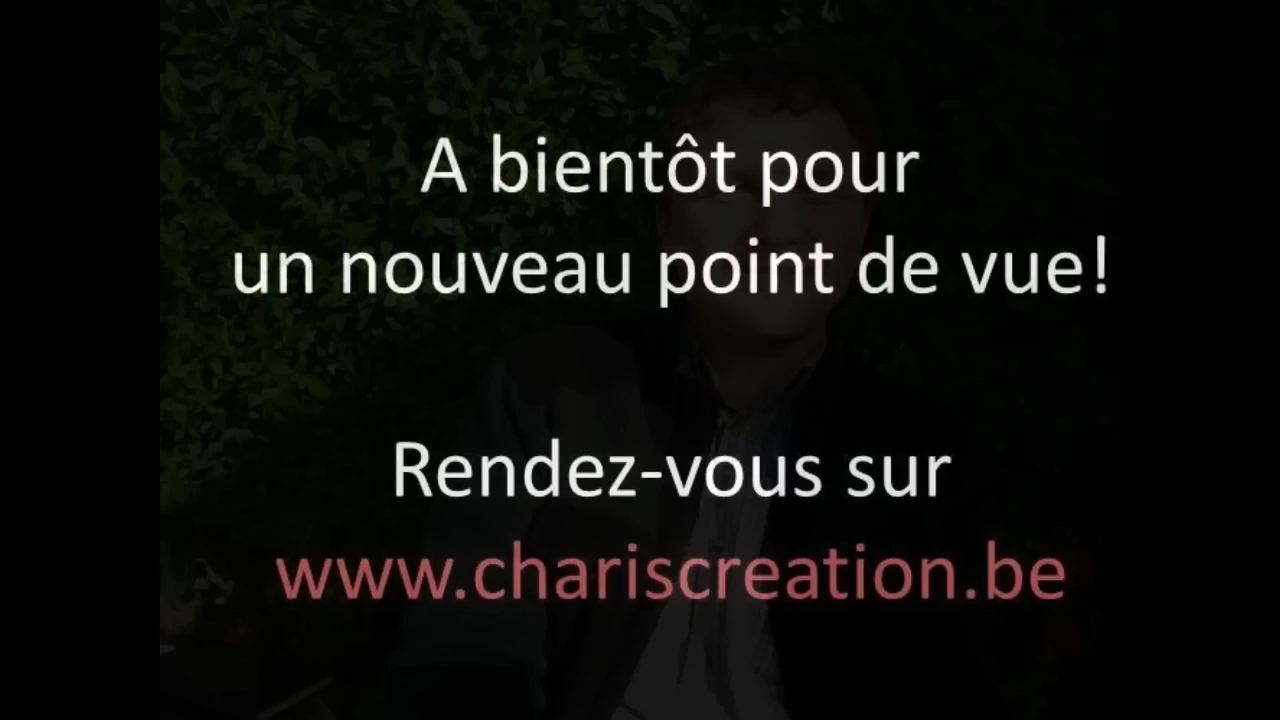 A bientôt pour
un nouveau point de vue!
Rendez-vous sur
www.chariscreation.be